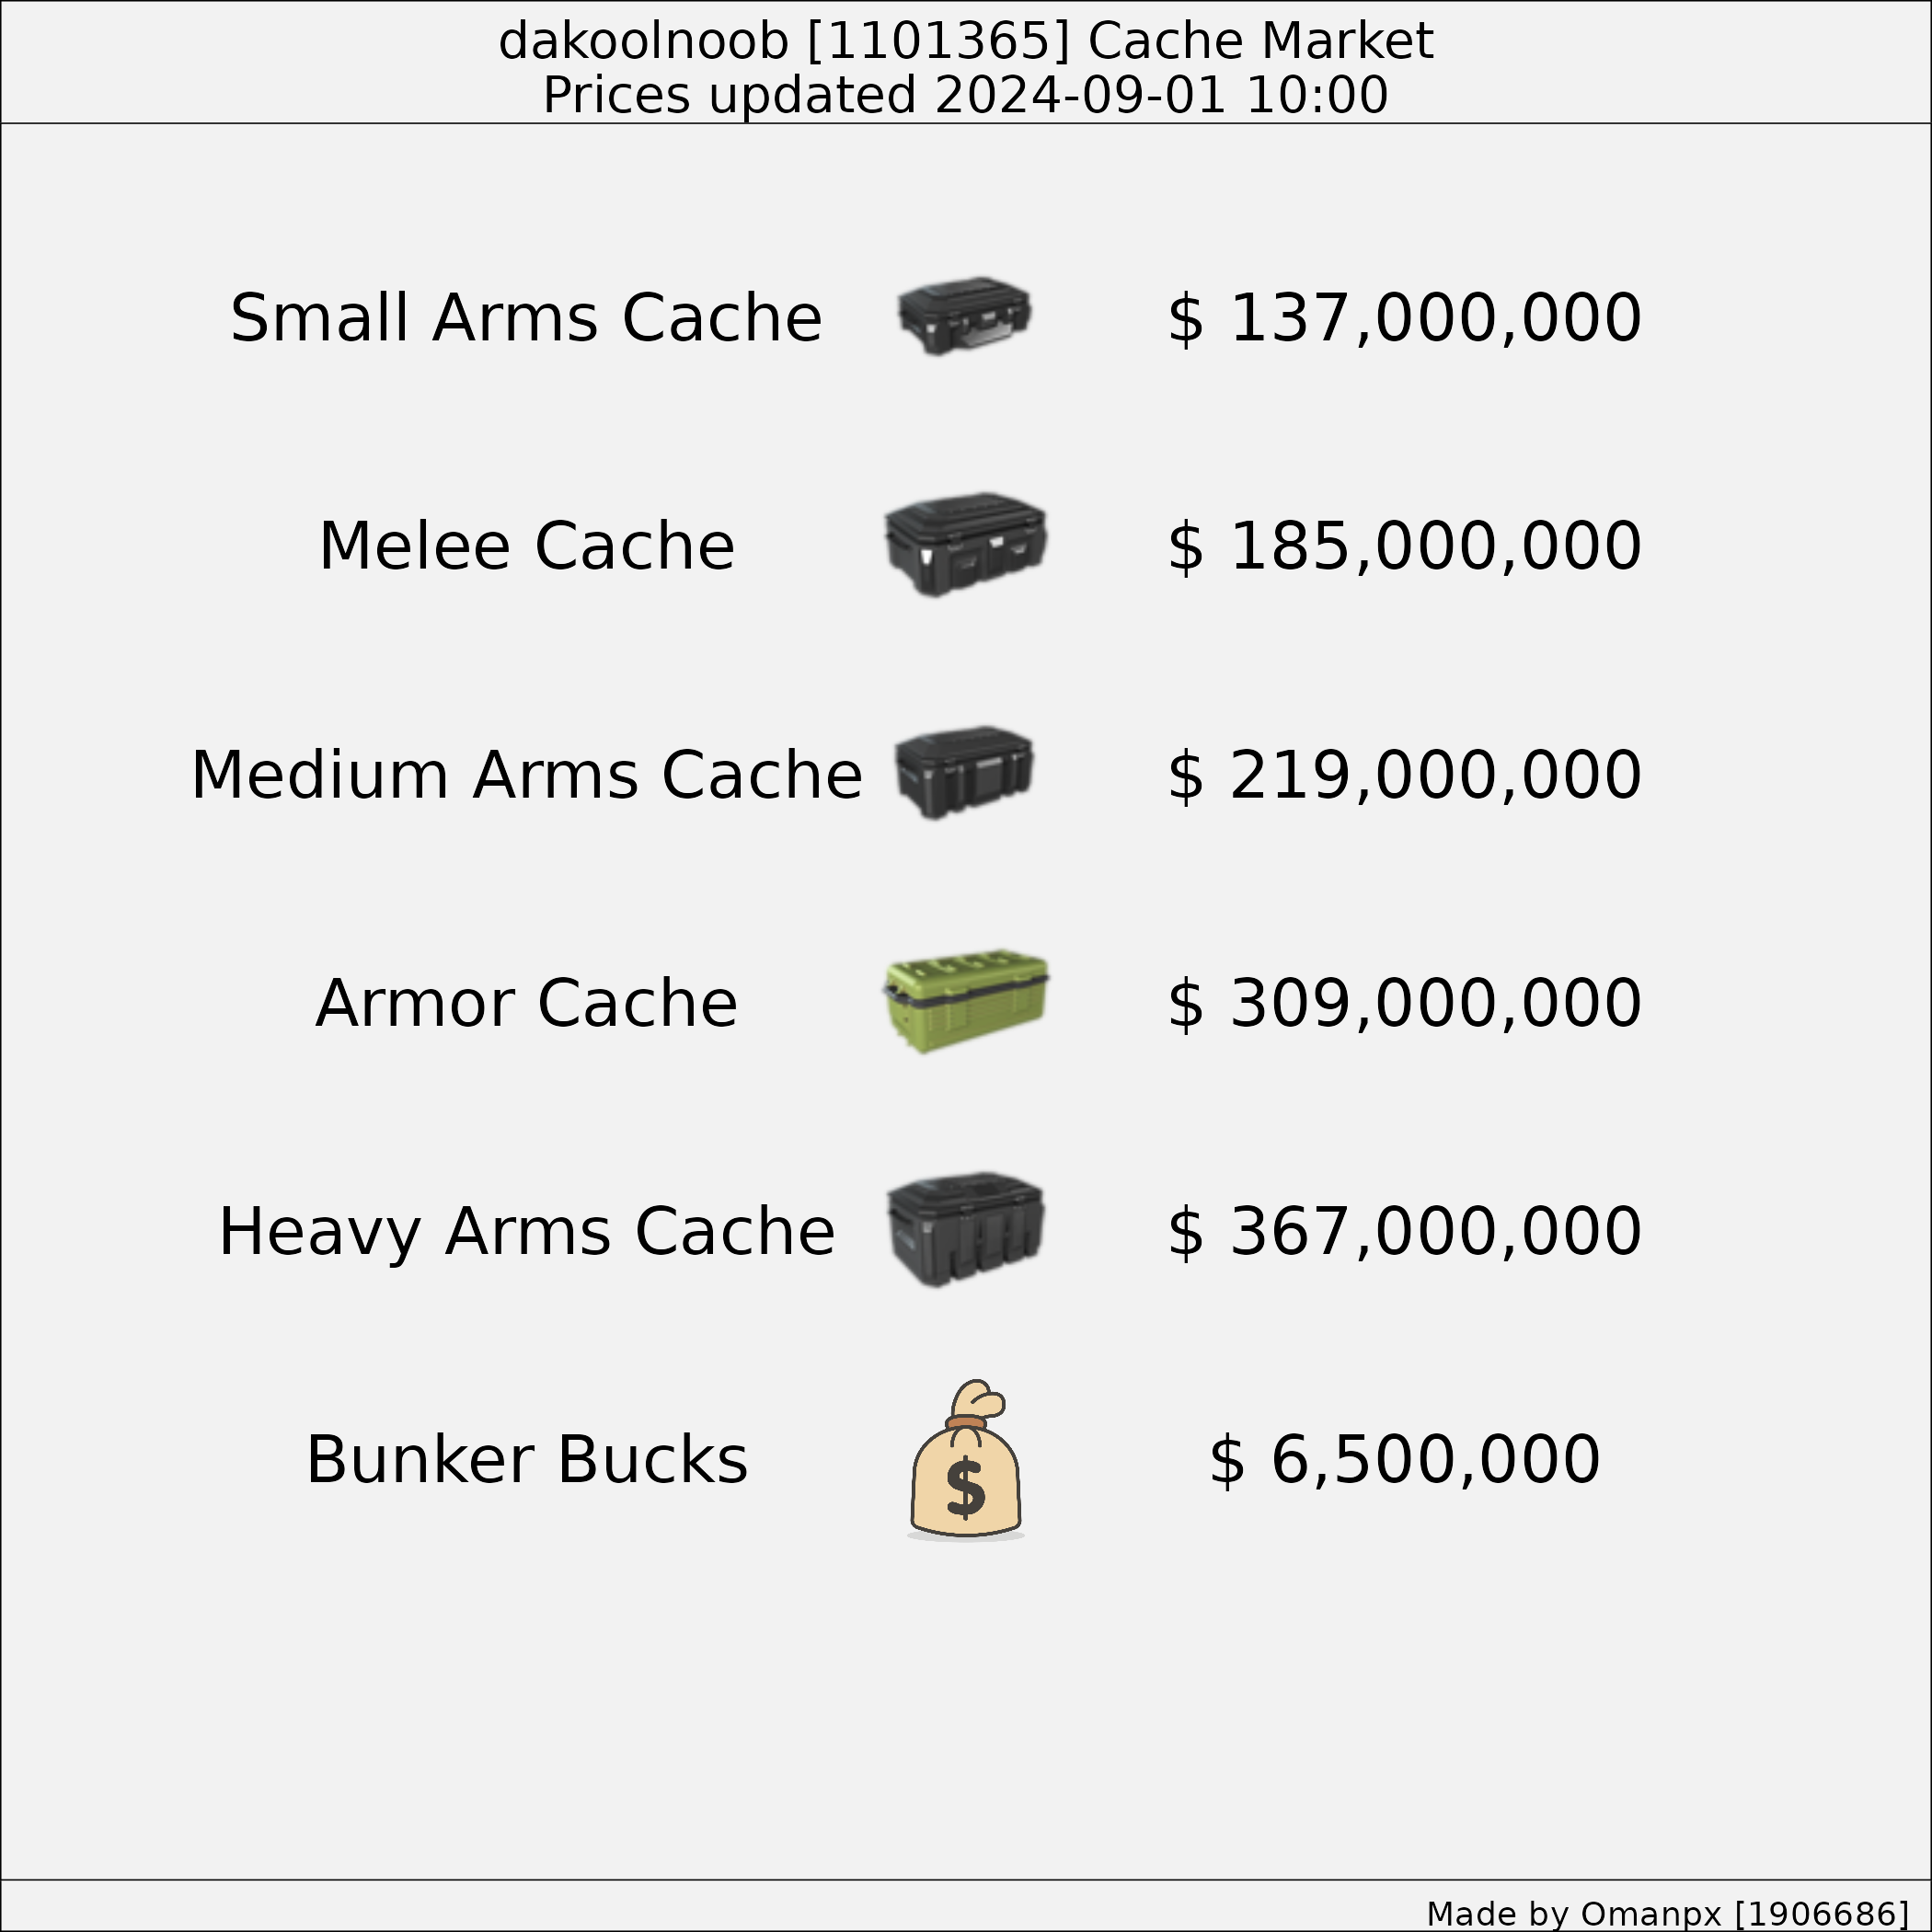 dakoolnoob [1101365] Cache Market
Prices updated 2024-09-01 10:00
Small Arms Cache $ 137,000,000
Melee Cache $ 185,000,000
Medium Arms Cache $ 219,000,000
Armor Cache $ 309,000,000
Heavy Arms Cache $ 367,000,000
Bunker Bucks $ $ 6,500,000
Made by Omanpx [1906686]